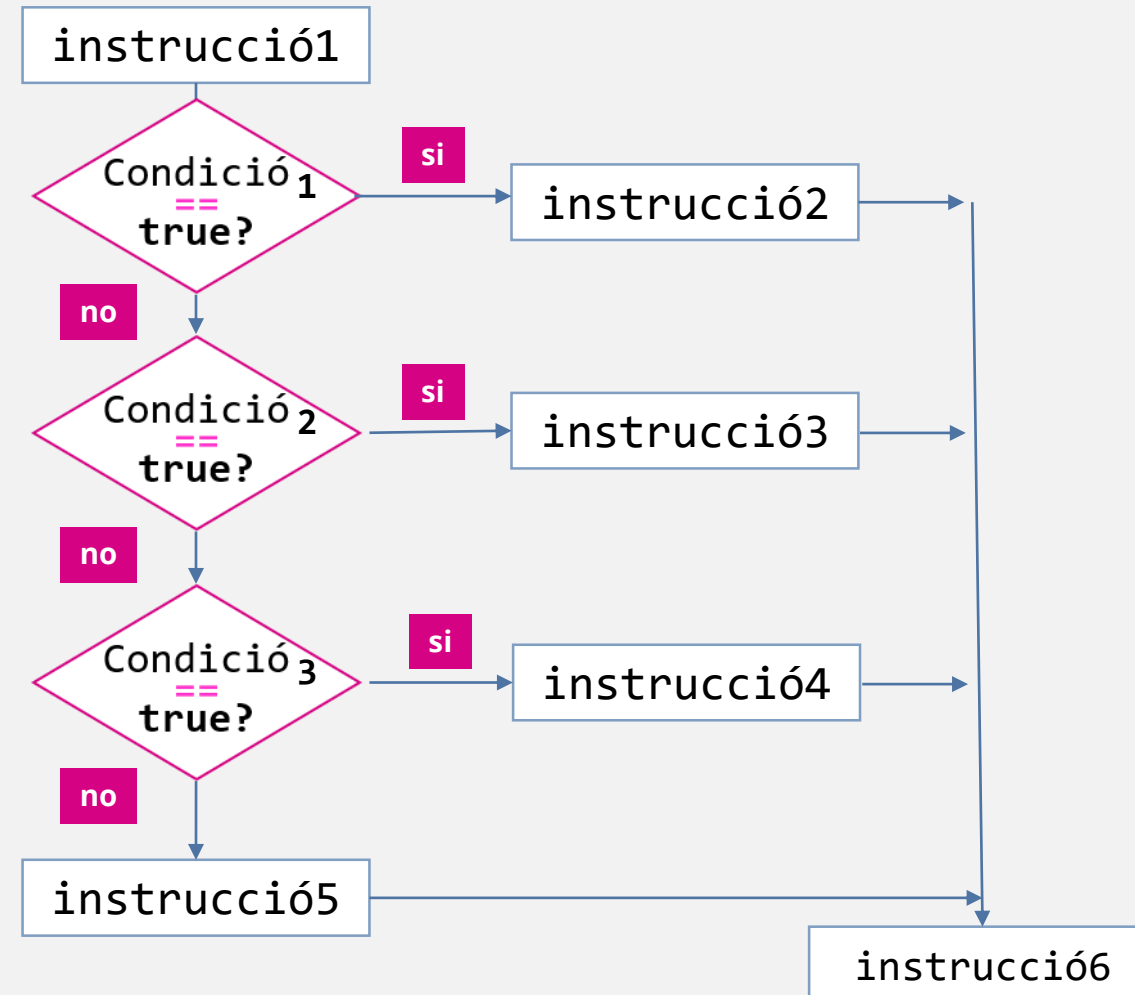 instrucció1
Condició 1
==
true?
si
instrucció2
no
Condició 2
==
true?
si
instrucció3
no
Condició 3
==
true?
si
instrucció4
no
instrucció5
instrucció6